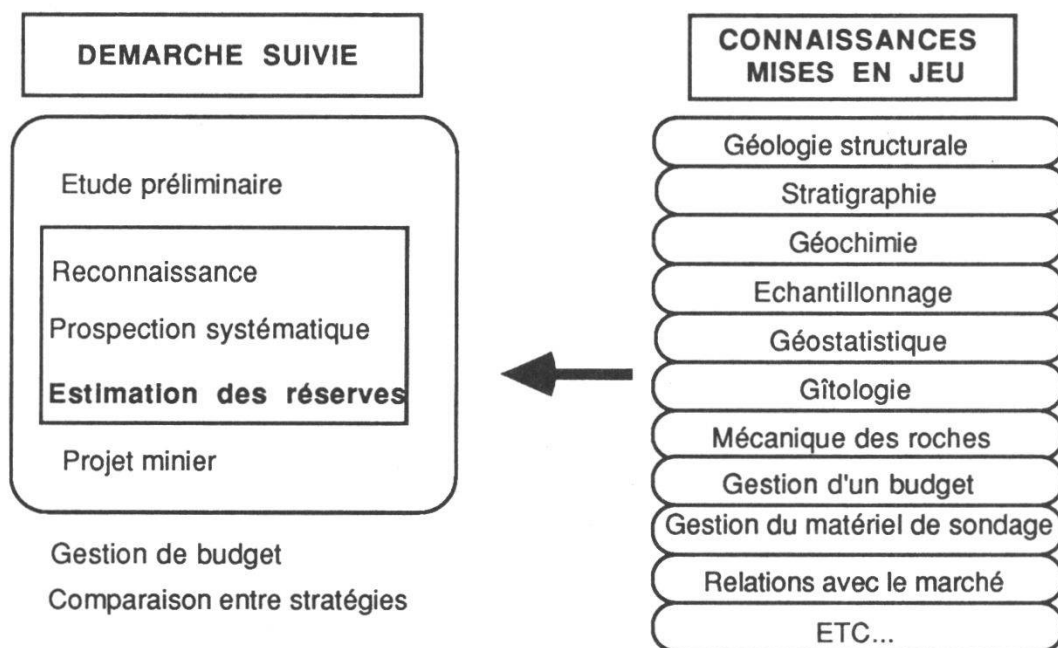 DEMARCHE SUIVIE
Etude préliminaire
Reconnaissance
Prospection systématique
Estimation des réserves
Projet minier
Gestion de budget
Comparaison entre stratégies
CONNAISSANCES
MISES EN JEU
Géologie structurale
Stratigraphie
Géochimie
Echantillonnage
Géostatistique
Gîtologie
Mécanique des roches
Gestion d'un budget
Gestion du matériel de sondage
Relations avec le marché
ETC...